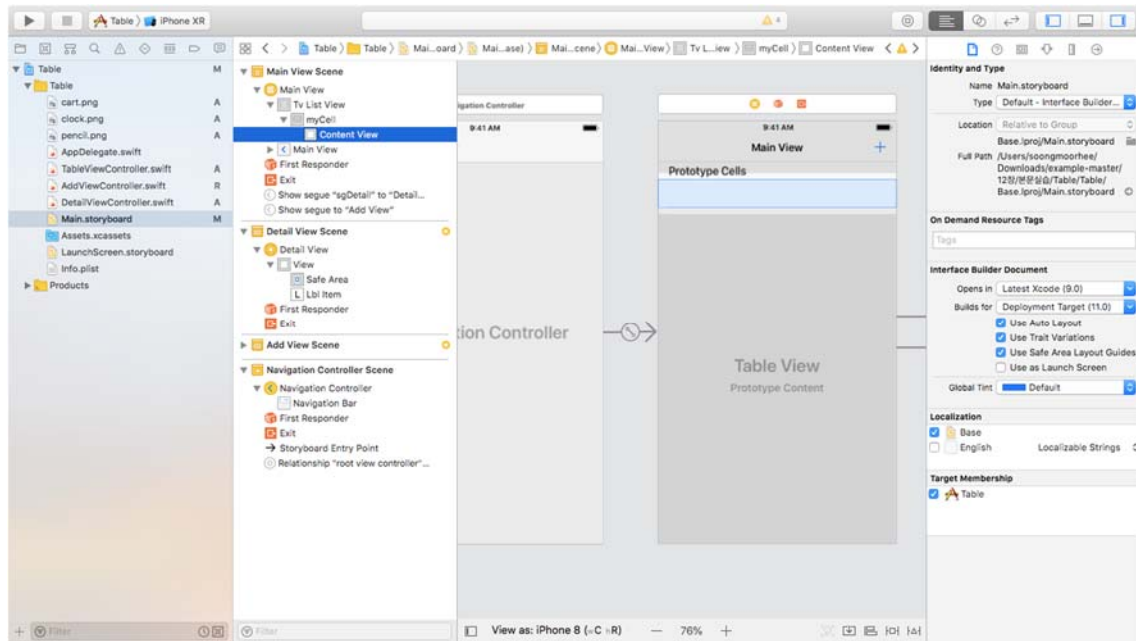 Table
iPhone XR
4
Table
Table
Mai...oard
Mai...ase)
Mai...cene
Mai...View
Tv L...iew
myCell
Content View
Table
M
Table
cart.png
A
clock.png
A
pencil.png
A
AppDelegate.swift
TableViewController.swift
A
AddViewController.swift
R
DetailViewController.swift
A
Main.storyboard
M
Assets.xcassets
LaunchScreen.storyboard
Info.plist
Products
Filter
Main View Scene
Main View
Tv List View
myCell
Content View
Main View
First Responder
Exit
Show segue "sgDetail" to "Detail...
Show segue to "Add View"
Detail View Scene
Detail View
View
Safe Area
L Lbl Item
First Responder
Exit
Add View Scene
Navigation Controller Scene
Navigation Controller
Navigation Bar
First Responder
Exit
Storyboard Entry Point
Relationship "root view controller"...
Filter
igation Controller
9:41 AM
tion Controller
9:41 AM
Main View
+
Prototype Cells
Table View
Prototype Content
View as: iPhone 8 (wC hR)
— 76% +
Identity and Type
Name Main.storyboard
Type Default - Interface Builder...
Location Relative to Group
Base.lproj/Main.storyboard
Full Path /Users/soongmoorhee/
Downloads/example-master/
12장/본문실습/Table/Table/
Base.lproj/Main.storyboard
On Demand Resource Tags
Tags
Interface Builder Document
Opens in Latest Xcode (9.0)
Builds for Deployment Target (11.0)
Use Auto Layout
Use Trait Variations
Use Safe Area Layout Guides
Use as Launch Screen
Global Tint Default
Localization
Base
English Localizable Strings
Target Membership
Table